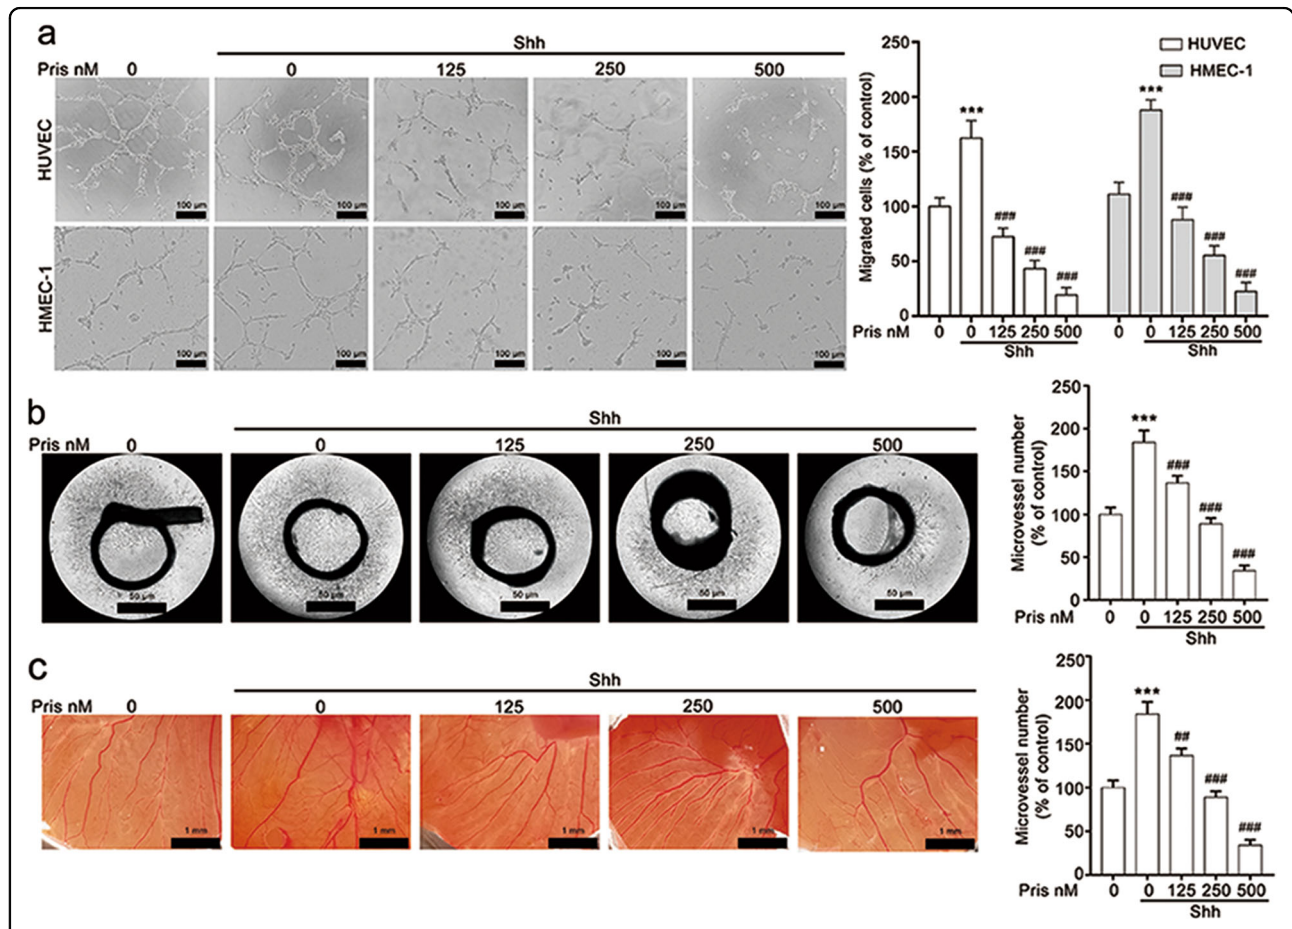 a
Shh
Pris nM 0 0 125 250 500
HUVEC
100 µm 100 µm 100 µm 100 µm 100 µm
HMEC-1
100 µm 100 µm 100 µm 100 µm 100 µm
HUVEC
HMEC-1
Migrated cells (% of control)
250
200
150
100
50
0
*** ### ### ###
*** ### ### ###
Pris nM 0 0 125 250 500 0 0 125 250 500
Shh Shh
b
Shh
Pris nM 0 0 125 250 500
50 µm 50 µm 50 µm 50 µm 50 µm
Microvessel number
(% of control)
250
200
150
100
50
0
*** ### ### ###
Pris nM 0 0 125 250 500
Shh
c
Shh
Pris nM 0 0 125 250 500
1 mm 1 mm 1 mm 1 mm 1 mm
Microvessel number
(% of control)
250
200
150
100
50
0
*** ## ### ###
Pris nM 0 0 125 250 500
Shh